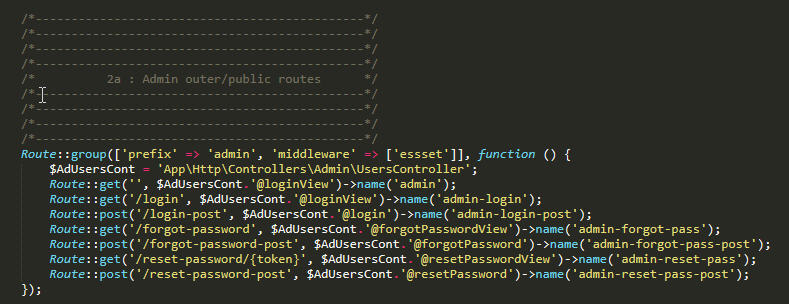 /*----------------------------------------------*/
/*----------------------------------------------*/
/*----------------------------------------------*/
/*----------------------------------------------*/
/*          2a : Admin outer/public routes      */
/*----------------------------------------------*/
/*----------------------------------------------*/
/*----------------------------------------------*/
/*----------------------------------------------*/
Route::group(['prefix' => 'admin', 'middleware' => ['essset']], function () {
    $AdUsersCont = 'App\Http\Controllers\Admin\UsersController';
    Route::get('', $AdUsersCont.'@loginView')->name('admin');
    Route::get('/login', $AdUsersCont.'@loginView')->name('admin-login');
    Route::post('/login-post', $AdUsersCont.'@login')->name('admin-login-post');
    Route::get('/forgot-password', $AdUsersCont.'@forgotPasswordView')->name('admin-forgot-pass');
    Route::post('/forgot-password-post', $AdUsersCont.'@forgotPassword')->name('admin-forgot-pass-post');
    Route::get('/reset-password/{token}', $AdUsersCont.'@resetPasswordView')->name('admin-reset-pass');
    Route::post('/reset-password-post', $AdUsersCont.'@resetPassword')->name('admin-reset-pass-post');
});